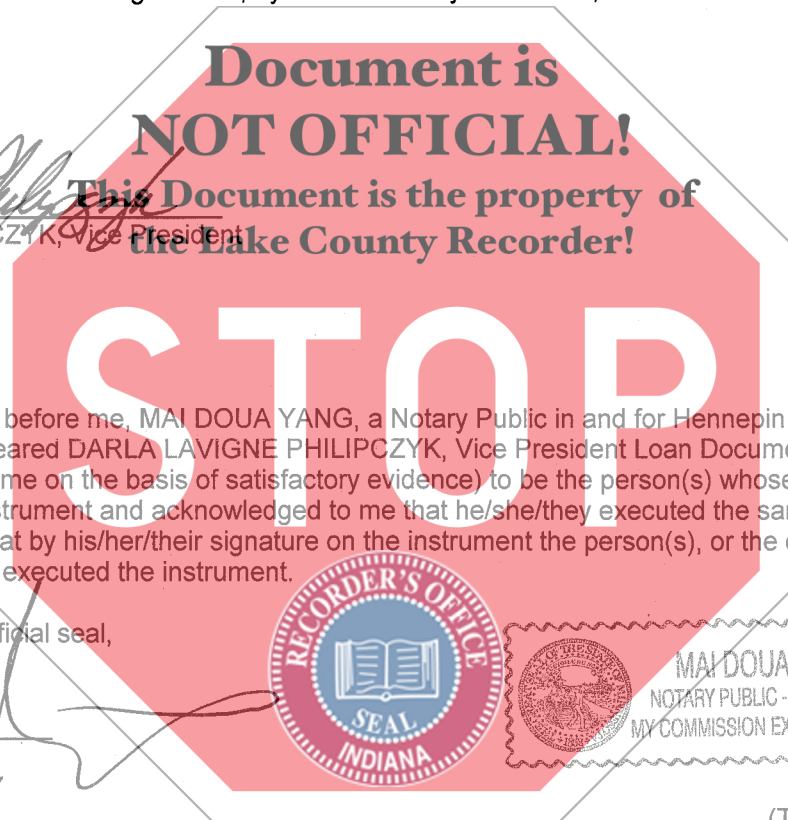 Document is
NOT OFFICIAL!
This Document is the property of
the Lake County Recorder!
CZYK, Vice President
STOP
before me, MAI DOUA YANG, a Notary Public in and for Hennepin
eared DARLA LAVIGNE PHILIPCZYK, Vice President Loan Docume
me on the basis of satisfactory evidence) to be the person(s) whose
strument and acknowledged to me that he/she/they executed the sa
at by his/her/their signature on the instrument the person(s), or the
executed the instrument.
ficial seal,
RECORDER'S OFFICE
SEAL
INDIANA
MAI DOUA
NOTARY PUBLIC -
MY COMMISSION EX
(T